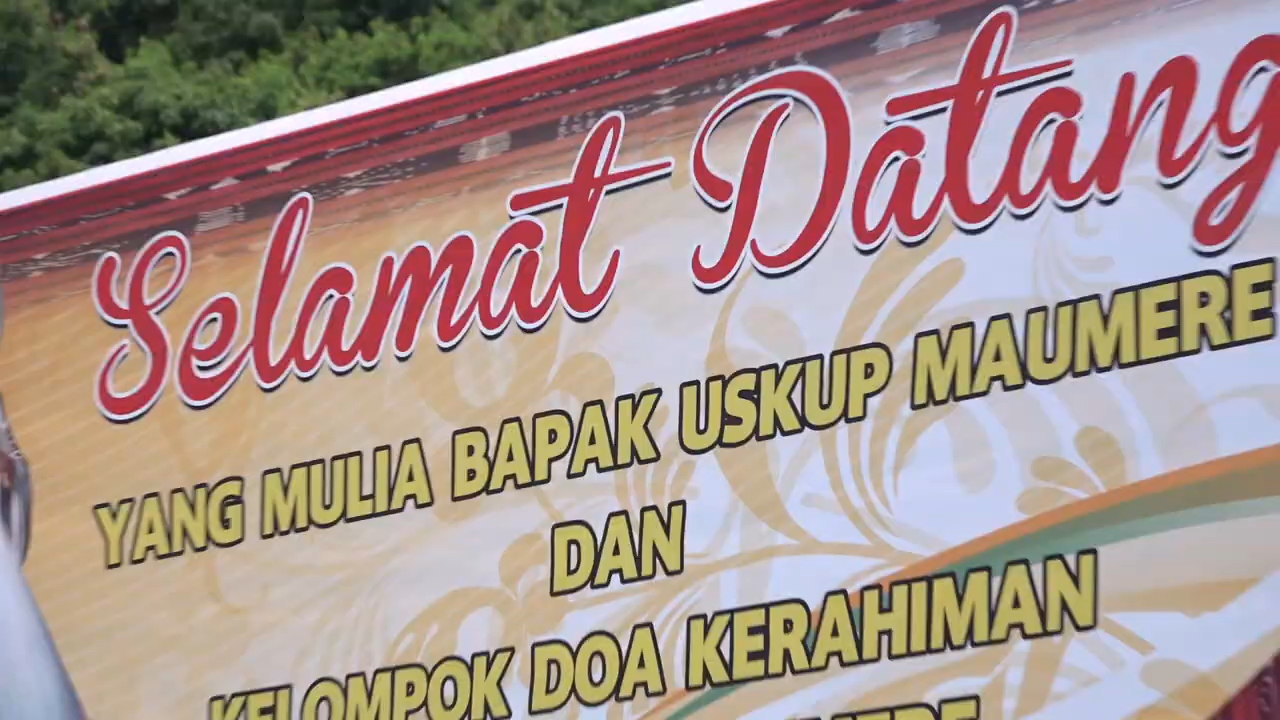 Selamat Datang
YANG MULIA BAPAK USKUP MAUMERE
DAN
KELOMPOK DOA KERAHIMAN